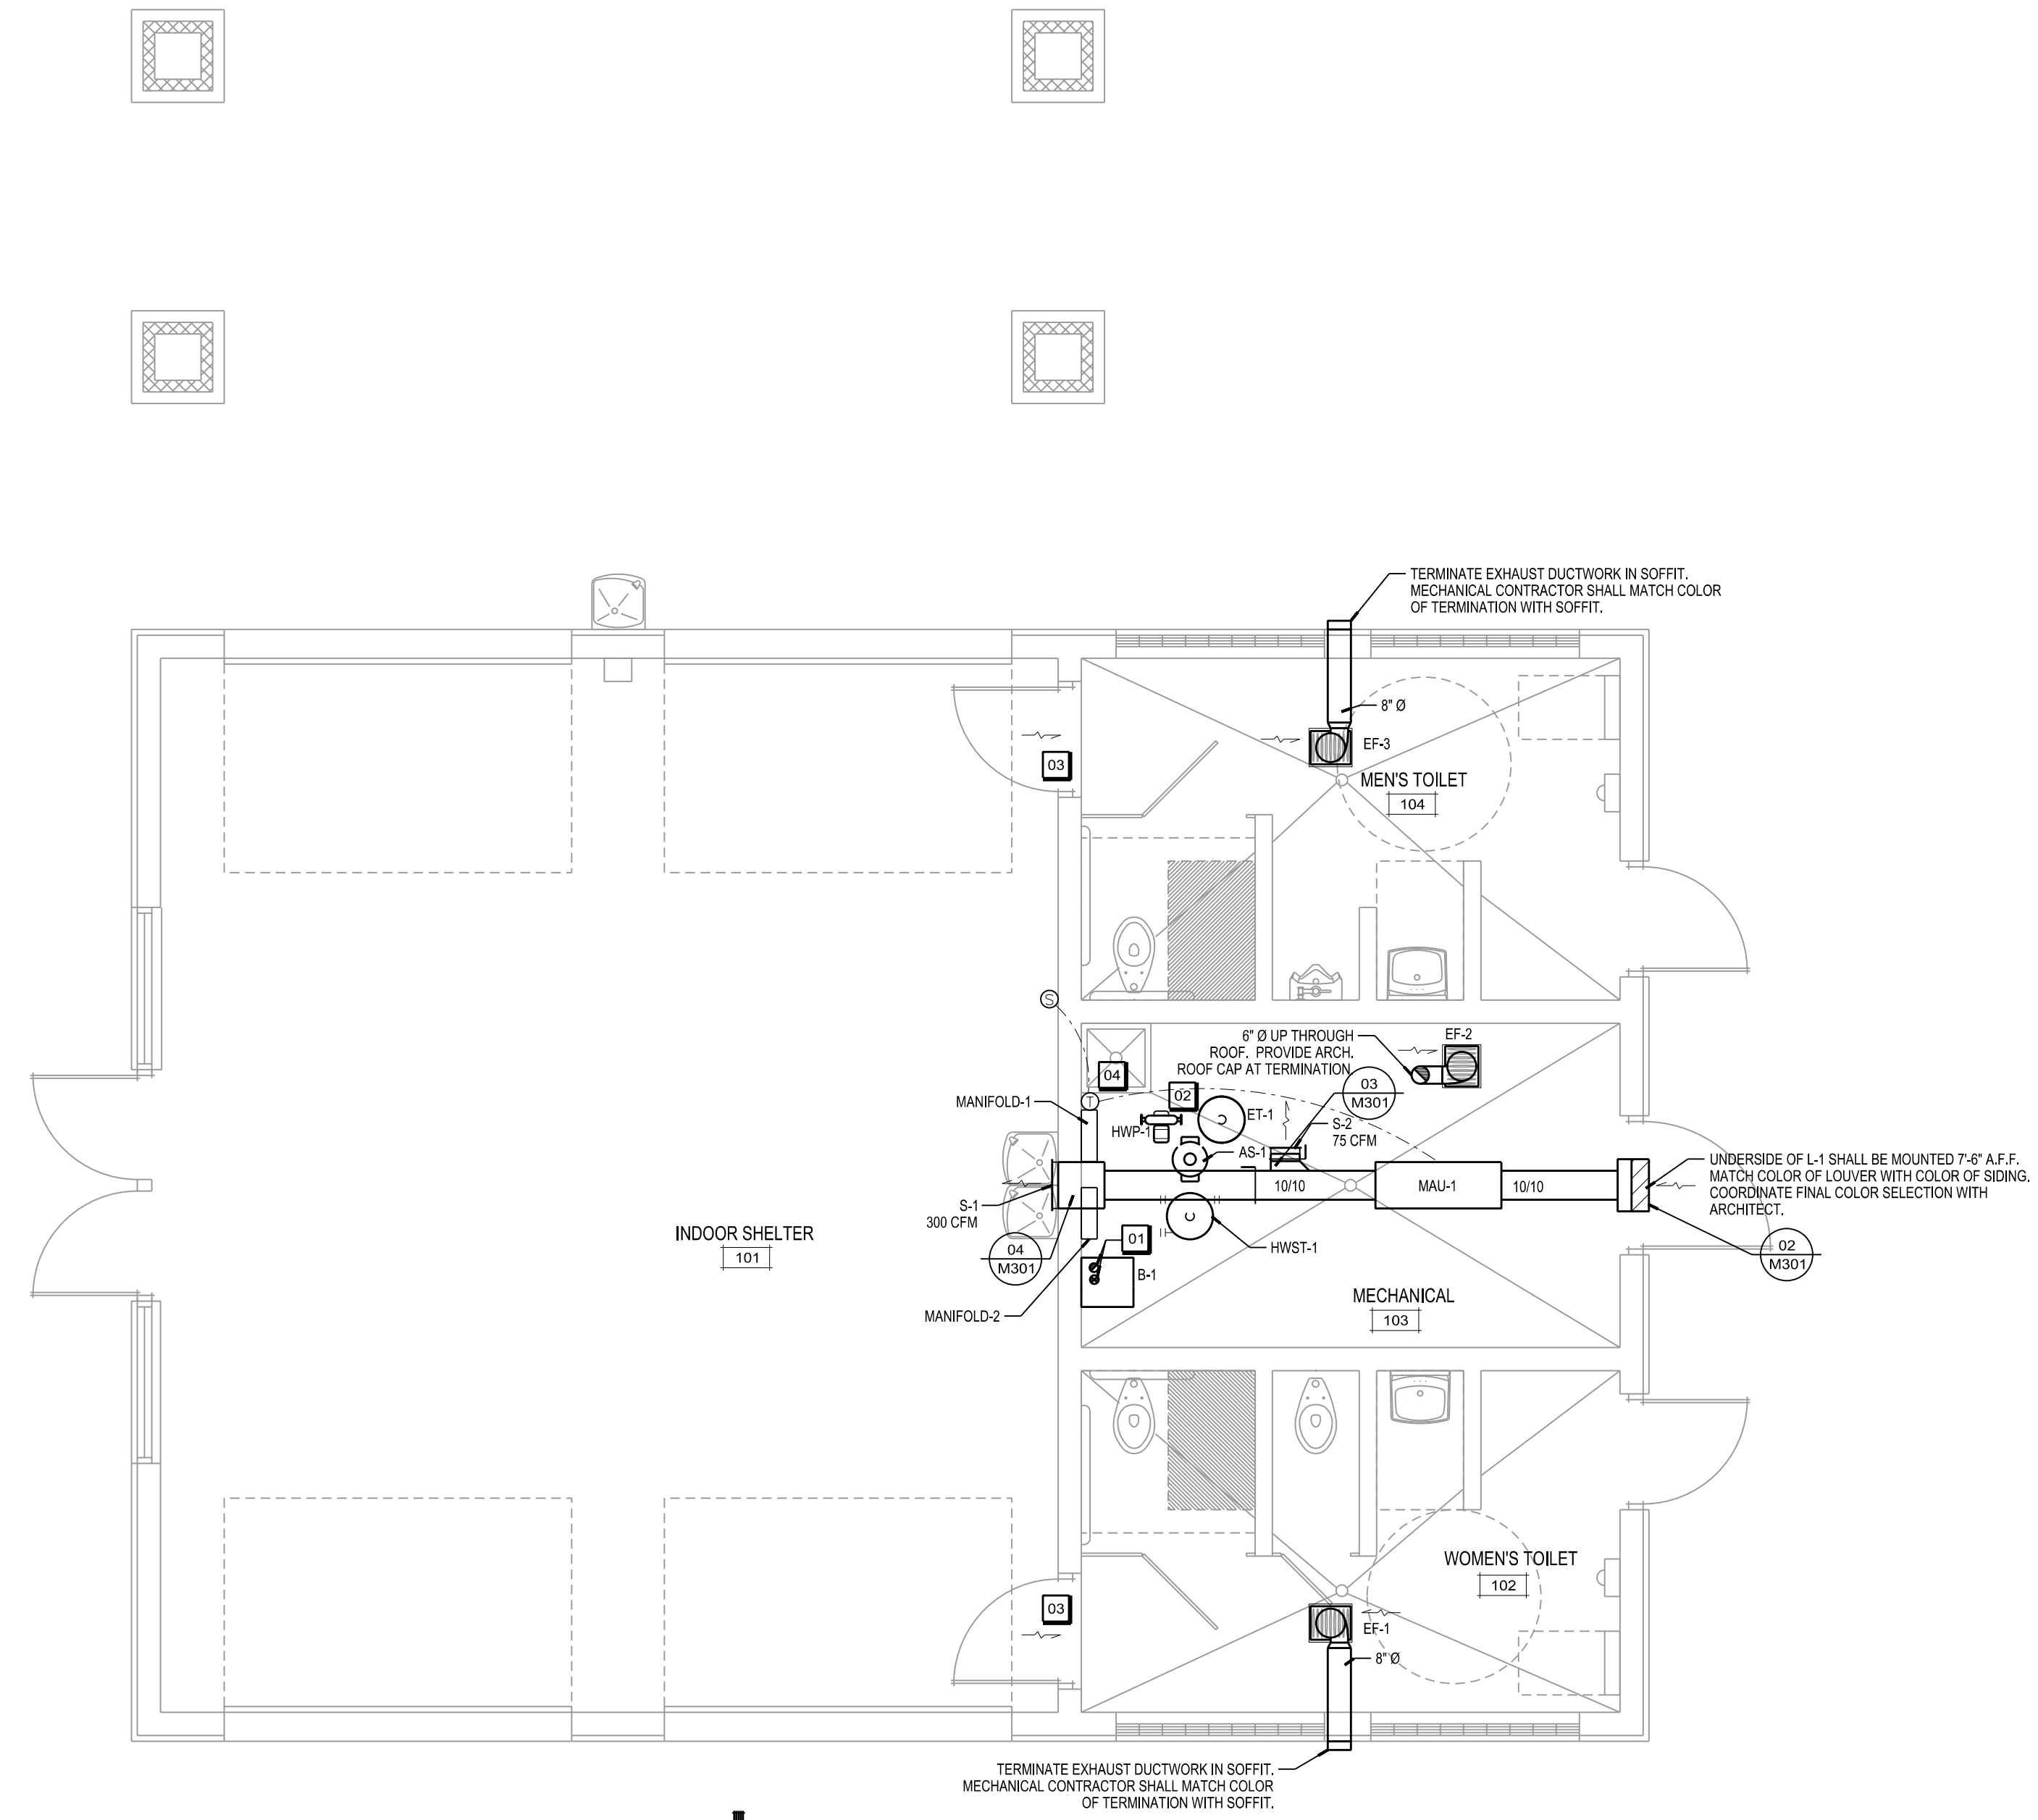 TERMINATE EXHAUST DUCTWORK IN SOFFIT.
MECHANICAL CONTRACTOR SHALL MATCH COLOR
OF TERMINATION WITH SOFFIT.
8" Ø
EF-3
03
MEN'S TOILET
104
S
6" Ø UP THROUGH
ROOF. PROVIDE ARCH.
ROOF CAP AT TERMINATION.
EF-2
04
03
M301
02
MANIFOLD-1
T
HWP-1
ET-1
S-2
75 CFM
AS-1
10/10
MAU-1
10/10
UNDERSIDE OF L-1 SHALL BE MOUNTED 7'-6" A.F.F.
MATCH COLOR OF LOUVER WITH COLOR OF SIDING.
COORDINATE FINAL COLOR SELECTION WITH
ARCHITECT.
S-1
300 CFM
C
C
INDOOR SHELTER
101
04
M301
01
HWST-1
02
M301
B-1
MANIFOLD-2
MECHANICAL
103
WOMEN'S TOILET
102
03
EF-1
8" Ø
TERMINATE EXHAUST DUCTWORK IN SOFFIT.
MECHANICAL CONTRACTOR SHALL MATCH COLOR
OF TERMINATION WITH SOFFIT.